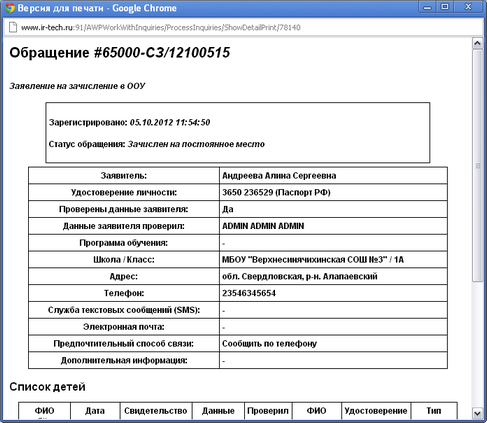 Версия для печати - Google Chrome
www.ir-tech.ru:91/AWPWorkWithInquiries/ProcessInquiries/ShowDetailPrint/78140
Обращение #65000-СЗ/12100515
Заявление на зачисление в ООУ
Зарегистрировано: 05.10.2012 11:54:50
Статус обращения: Зачислен на постоянное место
Заявитель: Андреева Алина Сергеевна
Удостоверение личности: 3650 236529 (Паспорт РФ)
Проверены данные заявителя: Да
Данные заявителя проверил: ADMIN ADMIN ADMIN
Программа обучения: -
Школа / Класс: МБОУ "Верхнесинячихинская СОШ №3" / 1А
Адрес: обл. Свердловская, р-н. Алапаевский
Телефон: 23546345654
Служба текстовых сообщений (SMS): -
Электронная почта: -
Предпочтительный способ связи: Сообщить по телефону
Дополнительная информация: -
Список детей
ФИО Дата Свидетельство Данные Проверил ФИО Удостоверение Тип